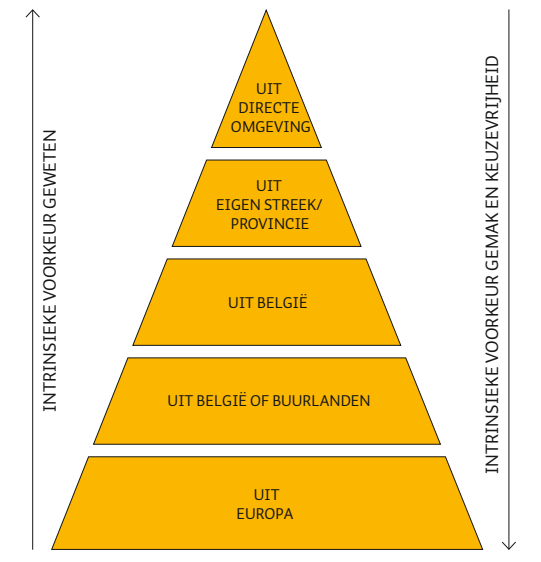 UIT
DIRECTE
OMGEVING
UIT
EIGEN STREEK/
PROVINCIE
UIT BELGIË
UIT BELGIË OF BUURLANDEN
UIT
EUROPA
INTRINSIEKE VOORKEUR GEWETEN
INTRINSIEKE VOORKEUR GEMAK EN KEUZEVRIJHEID